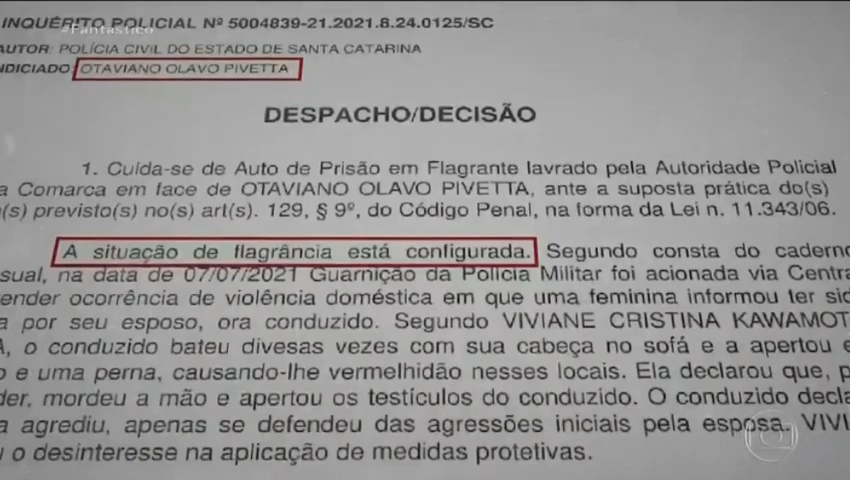 INQUÉRITO POLICIAL Nº 5004839-21.2021.8.24.0125/SC
#Fantástico
AUTOR: POLÍCIA CIVIL DO ESTADO DE SANTA CATARINA
NDICIADO: OTAVIANO OLAVO PIVETTA
DESPACHO/DECISÃO
1. Cuida-se de Auto de Prisão em Flagrante lavrado pela Autoridade Policial
a Comarca em face de OTAVIANO OLAVO PIVETTA, ante a suposta prática do(s)
(s) previsto(s) no(s) art(s). 129, § 9º, do Código Penal, na forma da Lei n. 11.343/06.
A situação de flagrância está configurada. Segundo consta do caderno
sual, na data de 07/07/2021 Guarnição da Polícia Militar foi acionada via Centra
ender ocorrência de violência doméstica em que uma feminina informou ter sid
a por seu esposo, ora conduzido. Segundo VIVIANE CRISTINA KAWAMOT
A, o conduzido bateu divesas vezes com sua cabeça no sofá e a apertou e
o e uma perna, causando-lhe vermelhidão nesses locais. Ela declarou que, p
der, mordeu a mão e apertou os testículos do conduzido. O conduzido decla
a agrediu, apenas se defendeu das agressões iniciais pela esposa. VIVI
u o desinteresse na aplicação de medidas protetivas.